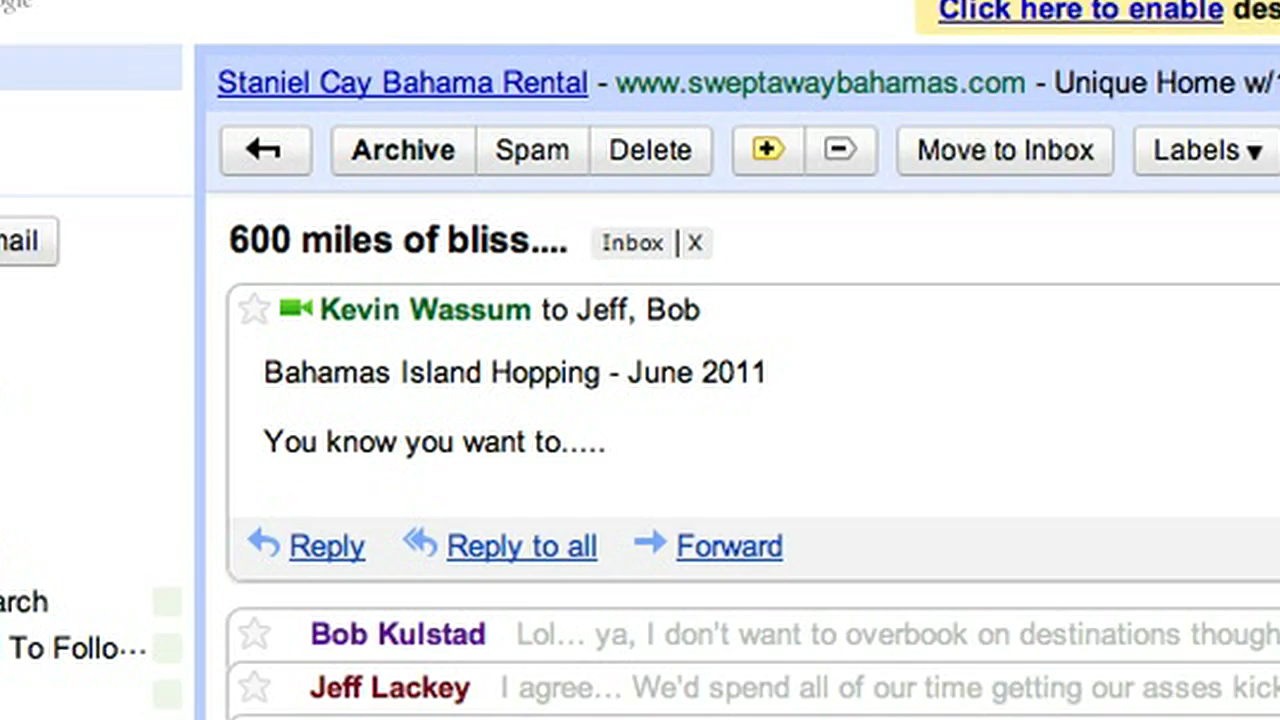 Click here to enable des
Staniel Cay Bahama Rental - www.sweptawaybahamas.com - Unique Home w/
Archive Spam Delete Move to Inbox Labels ▾
600 miles of bliss.... Inbox | X
ail
Kevin Wassum to Jeff, Bob
Bahamas Island Hopping - June 2011
You know you want to.....
Reply Reply to all Forward
arch
To Follo...
Bob Kulstad Lol... ya, I don't want to overbook on destinations though
Jeff Lackey I agree... We'd spend all of our time getting our asses kick